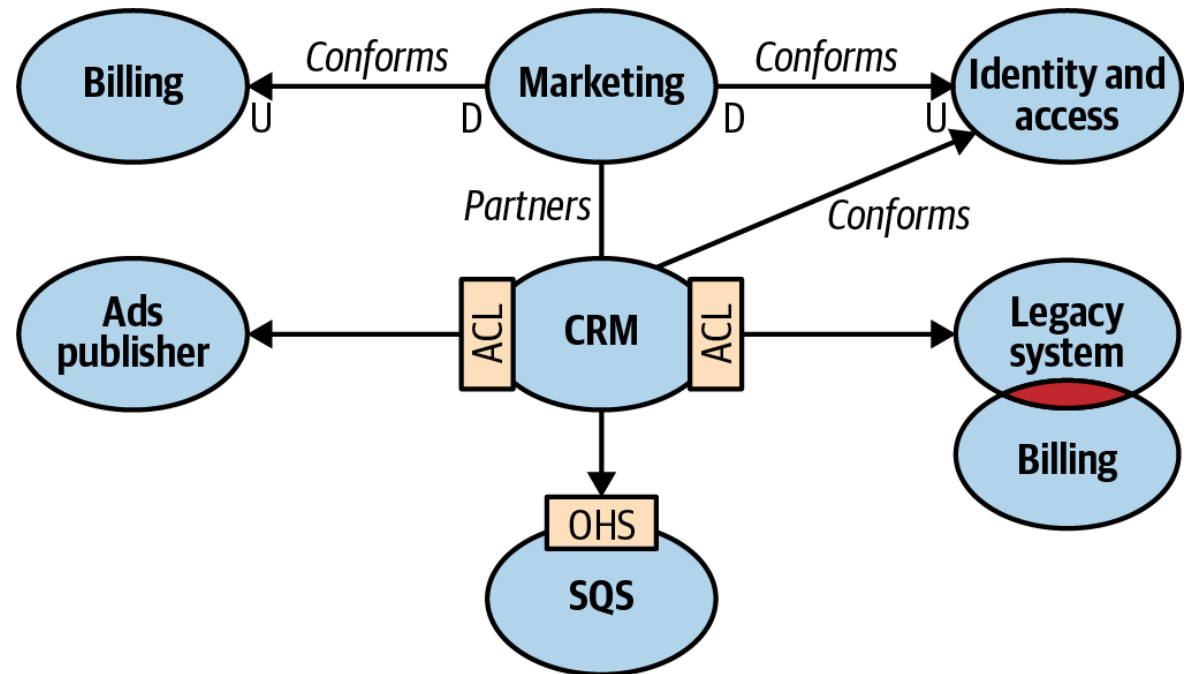 Billing
Conforms
U
D
Marketing
Conforms
D
U
Identity and
access
Partners
Conforms
Ads
publisher
ACL
CRM
ACL
Legacy
system
Billing
OHS
SQS